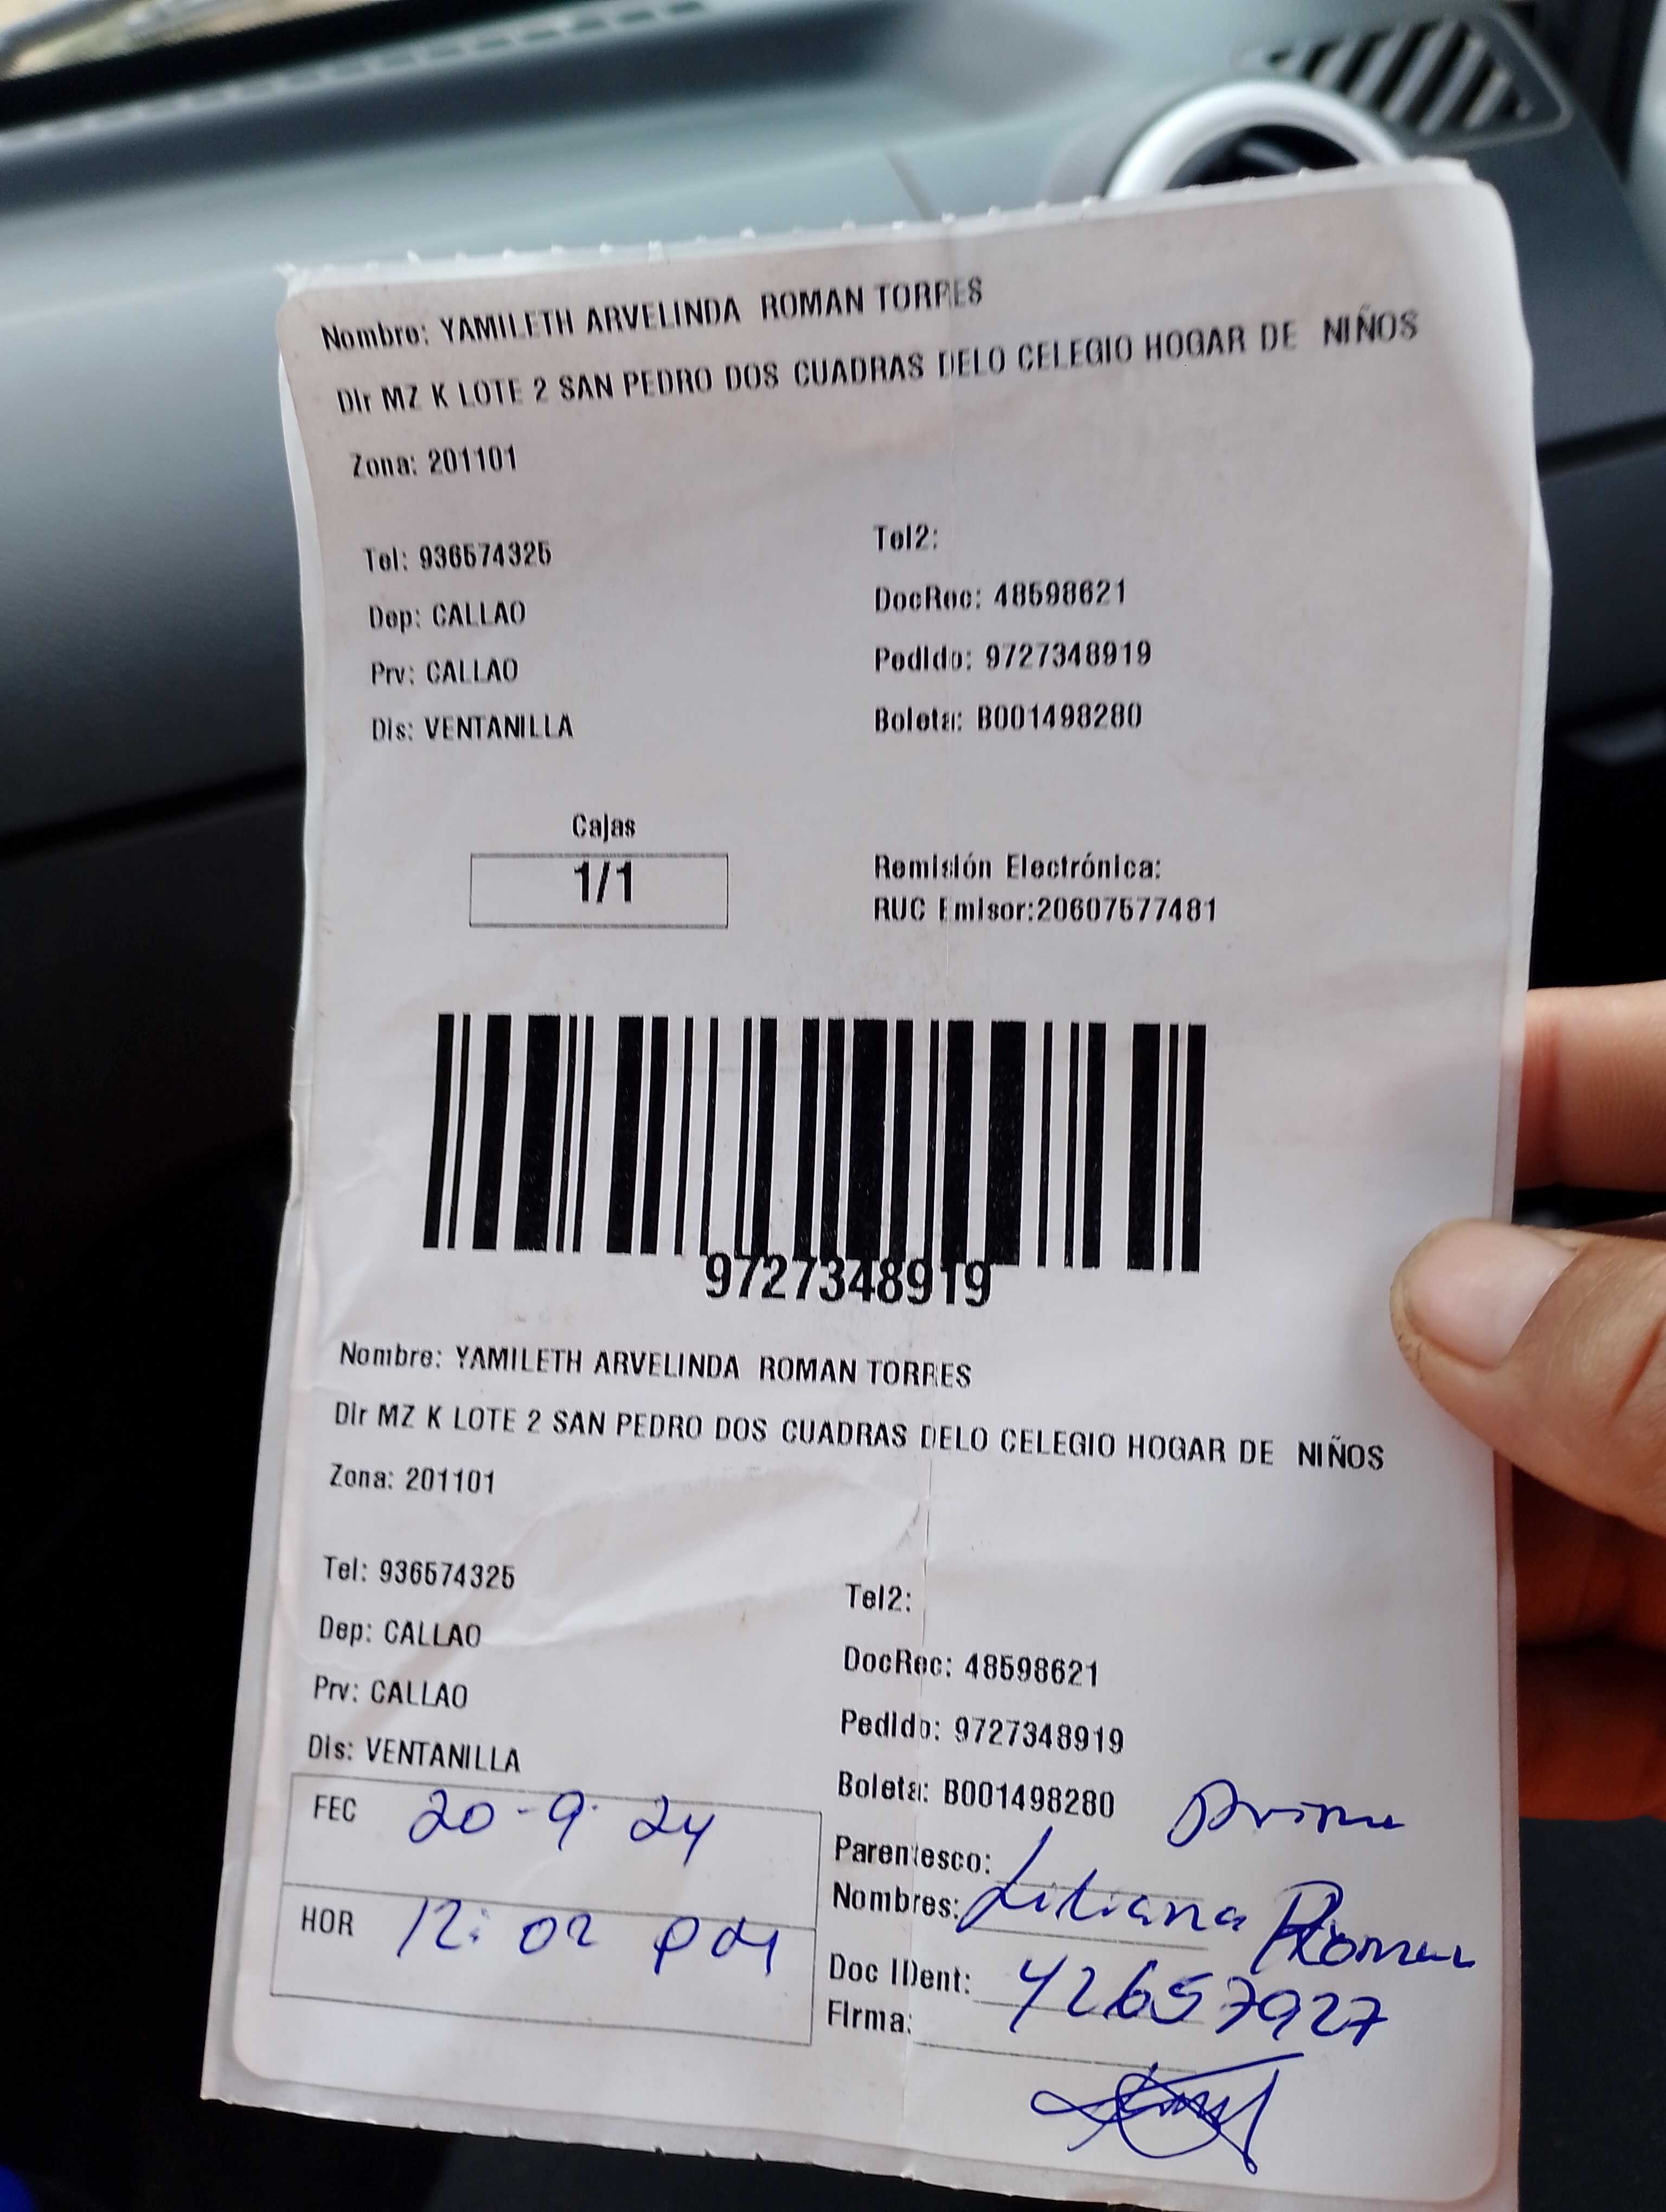 Nombre: YAMILETH ARVELINDA ROMAN TORRES
Dir MZ K LOTE 2 SAN PEDRO DOS CUADRAS DELO CELEGIO HOGAR DE NIÑOS
Zona: 201101
Tel: 936574325
Tel2:
Dep: CALLAO
DocRec: 48598621
Prv: CALLAO
Pedido: 9727348919
Dis: VENTANILLA
Boleta: B001498280
Cajas
1/1
Remisión Electrónica:
RUC Emisor:20607577481
9727348919
Nombre: YAMILETH ARVELINDA ROMAN TORRES
Dir MZ K LOTE 2 SAN PEDRO DOS CUADRAS DELO CELEGIO HOGAR DE NIÑOS
Zona: 201101
Tel: 936574325
Tel2:
Dep: CALLAO
DocRec: 48598621
Prv: CALLAO
Pedido: 9727348919
Dis: VENTANILLA
Boleta: B001498280
FEC 20-9-24
Parentesco: Prima
Nombres: Liliana Roman
HOR 12:02 pm
Doc IDent: 42657927
Firma: